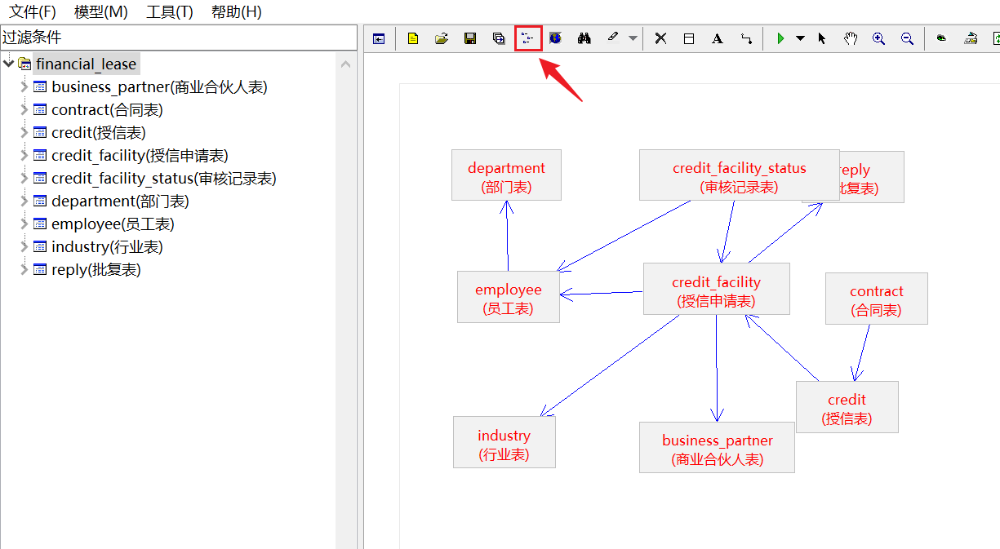 文件(F) 模型(M) 工具(T) 帮助(H)
过滤条件
financial_lease
business_partner(商业合伙人表)
contract(合同表)
credit(授信表)
credit_facility(授信申请表)
credit_facility_status(审核记录表)
department(部门表)
employee(员工表)
industry(行业表)
reply(批复表)
A
department
(部门表)
credit_facility_status
(审核记录表)
reply
批复表)
employee
(员工表)
credit_facility
(授信申请表)
contract
(合同表)
credit
(授信表)
industry
(行业表)
business_partner
(商业合伙人表)